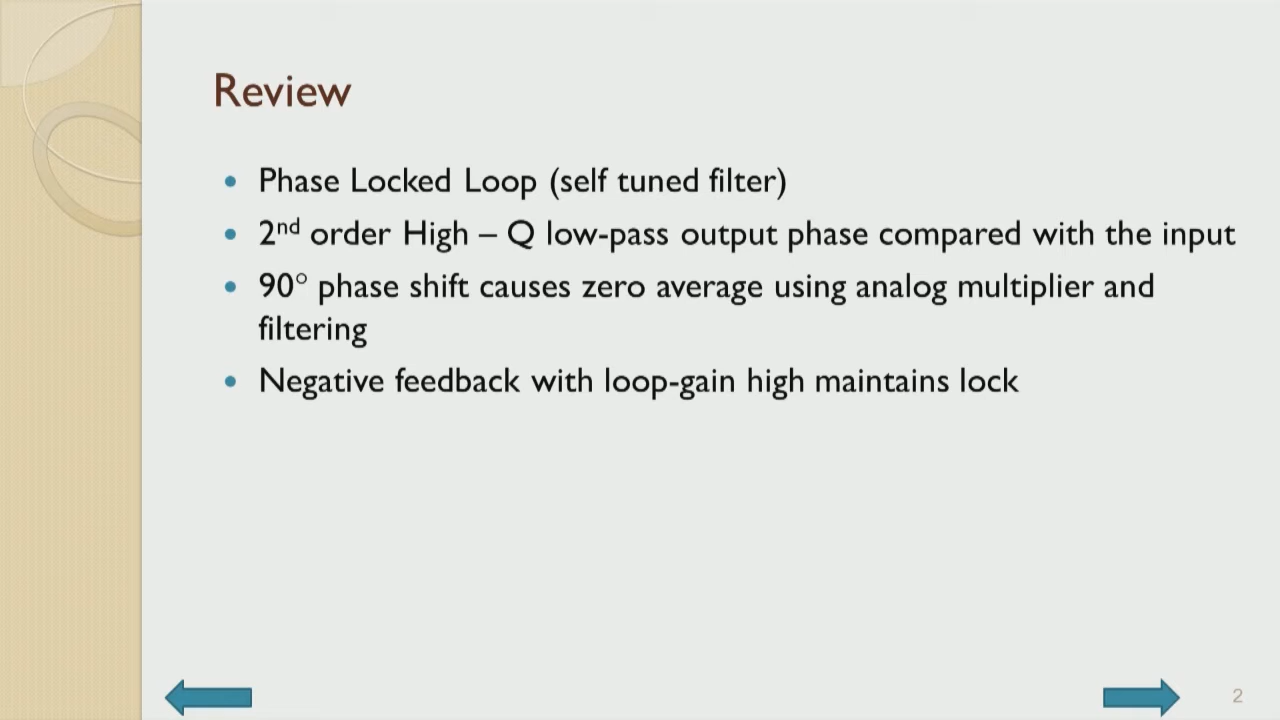 Review
• Phase Locked Loop (self tuned filter)
• 2nd order High – Q low-pass output phase compared with the input
• 90° phase shift causes zero average using analog multiplier and
filtering
• Negative feedback with loop-gain high maintains lock
2